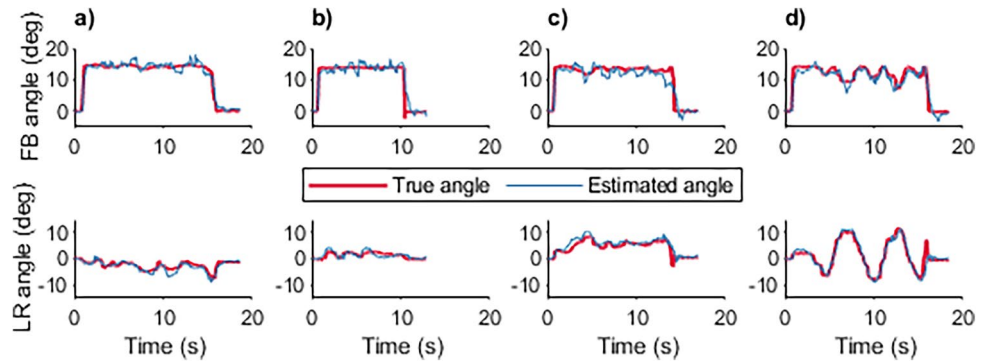 a) b) c) d)
FB angle (deg)
20 20 20 20
10 10 10 10
0 0 0 0
0 10 20 0 10 20 0 10 20 0 10 20
True angle Estimated angle
LR angle (deg)
10 10 10 10
0 0 0 0
-10 -10 -10 -10
0 10 20 0 10 20 0 10 20 0 10 20
Time (s) Time (s) Time (s) Time (s)